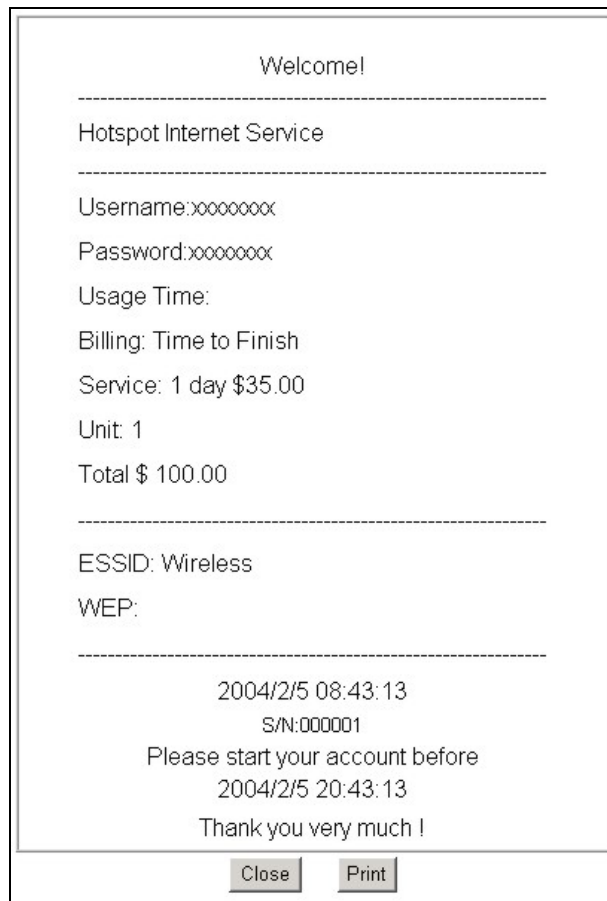 Welcome!
------------------------------------------------------------------
Hotspot Internet Service
------------------------------------------------------------------
Username:xxxxxxxx
Password:xxxxxxxx
Usage Time:
Billing: Time to Finish
Service: 1 day $35.00
Unit: 1
Total $ 100.00
------------------------------------------------------------------
ESSID: Wireless
WEP:
------------------------------------------------------------------
2004/2/5 08:43:13
S/N:000001
Please start your account before
2004/2/5 20:43:13
Thank you very much !
Close Print